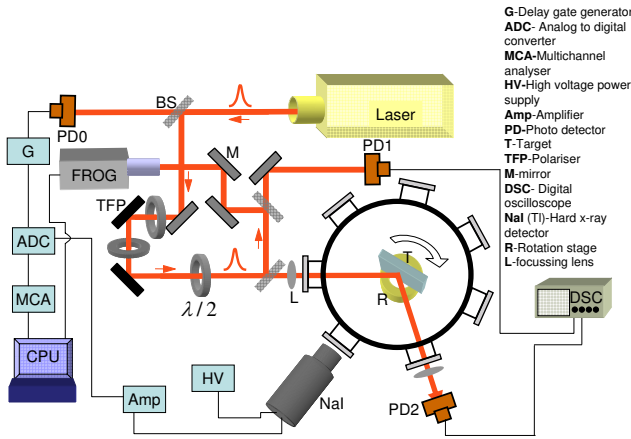 G-Delay gate generator
ADC- Analog to digital
converter
MCA-Multichannel
analyser
HV-High voltage power
supply
Amp-Amplifier
PD-Photo detector
T-Target
TFP-Polariser
M-mirror
DSC- Digital
oscilloscope
NaI (Tl)-Hard x-ray
detector
R-Rotation stage
L-focussing lens
BS
Laser
PD0
PD1
G
M
FROG
TFP
ADC
T
R
L
λ/2
MCA
DSC
CPU
HV
Amp
NaI
PD2